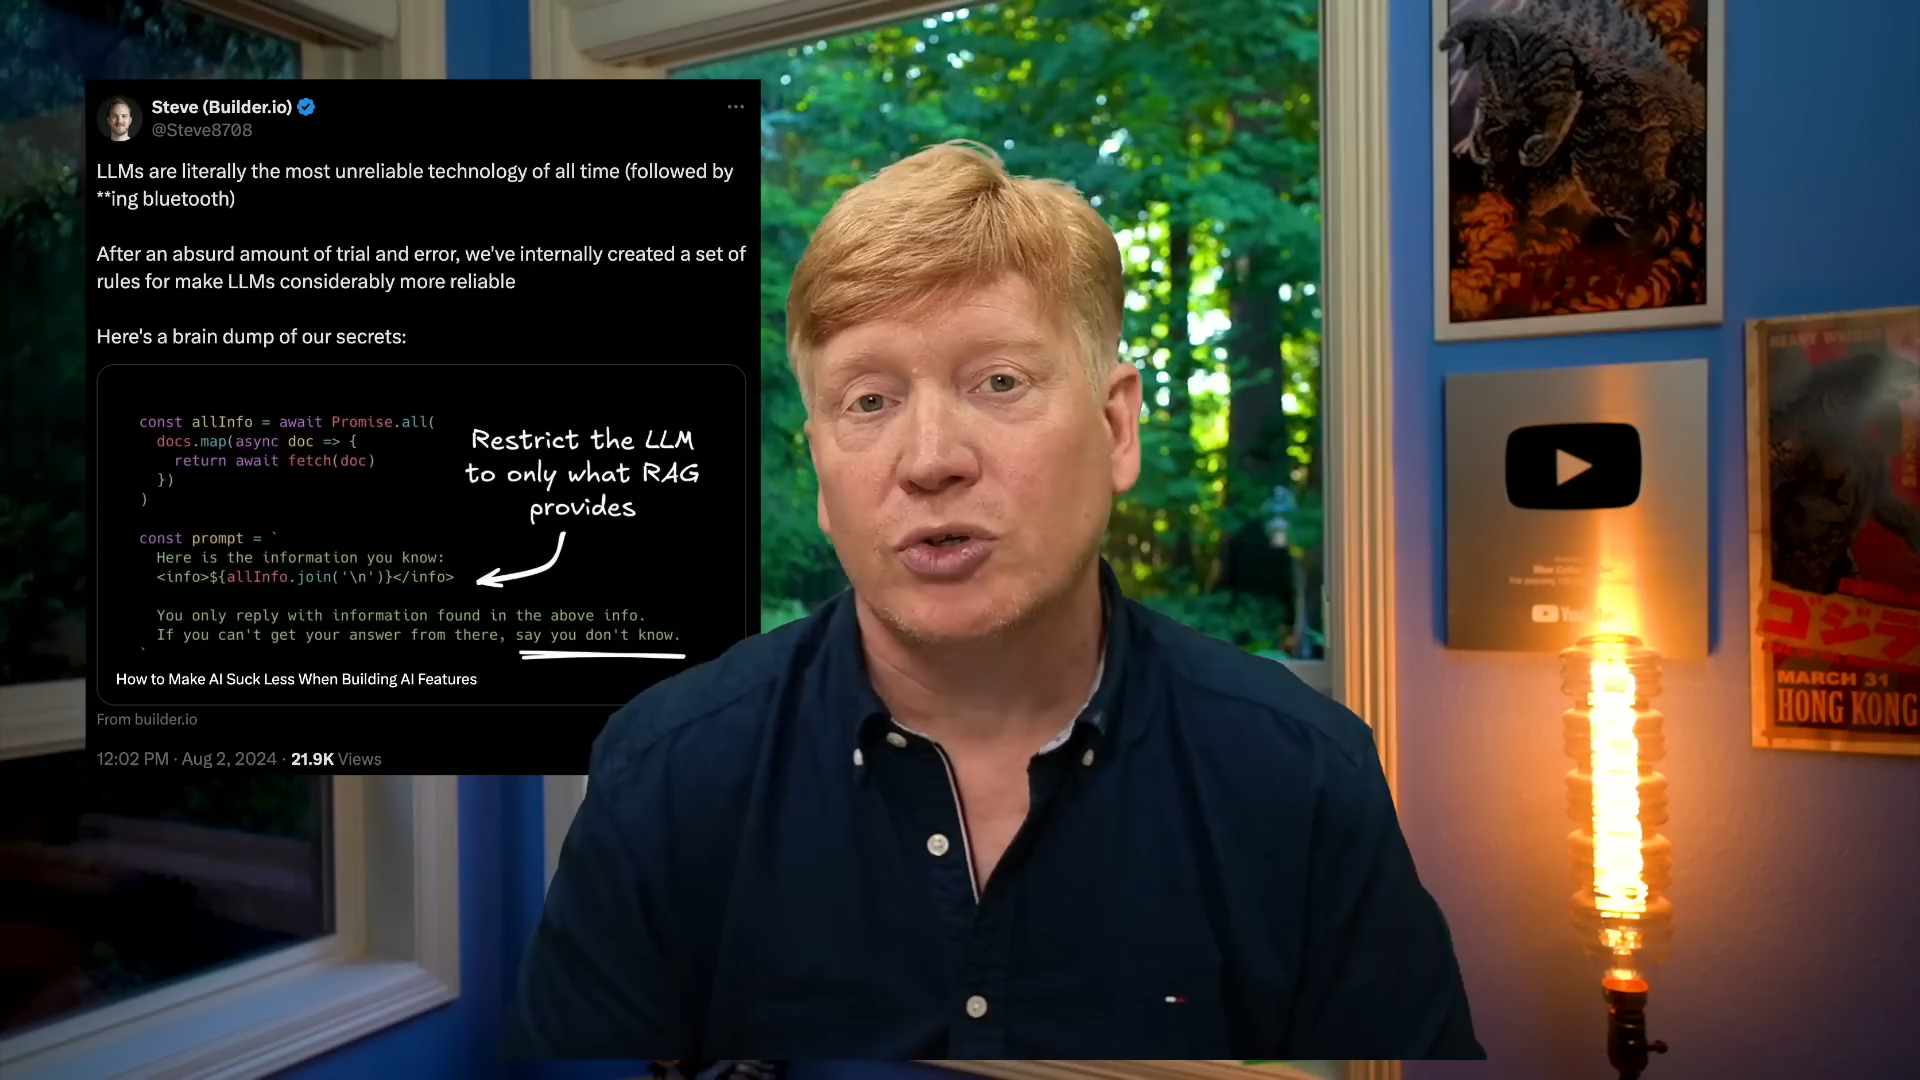 Steve (Builder.io)
@Steve8708
LLMs are literally the most unreliable technology of all time (followed by
**ing bluetooth)
After an absurd amount of trial and error, we've internally created a set of
rules for make LLMs considerably more reliable
Here's a brain dump of our secrets:
const allInfo = await Promise.all(
docs.map(async doc => {
return await fetch(doc)
})
)
Restrict the LLM
to only what RAG
provides
const prompt = `
Here is the information you know:
<info>${allInfo.join('\n')}</info>
You only reply with information found in the above info.
If you can't get your answer from there, say you don't know.
`
How to Make AI Suck Less When Building AI Features
From builder.io
12:02 PM · Aug 2, 2024 · 21.9K Views
ゴジラ
MARCH 31
HONG KONG